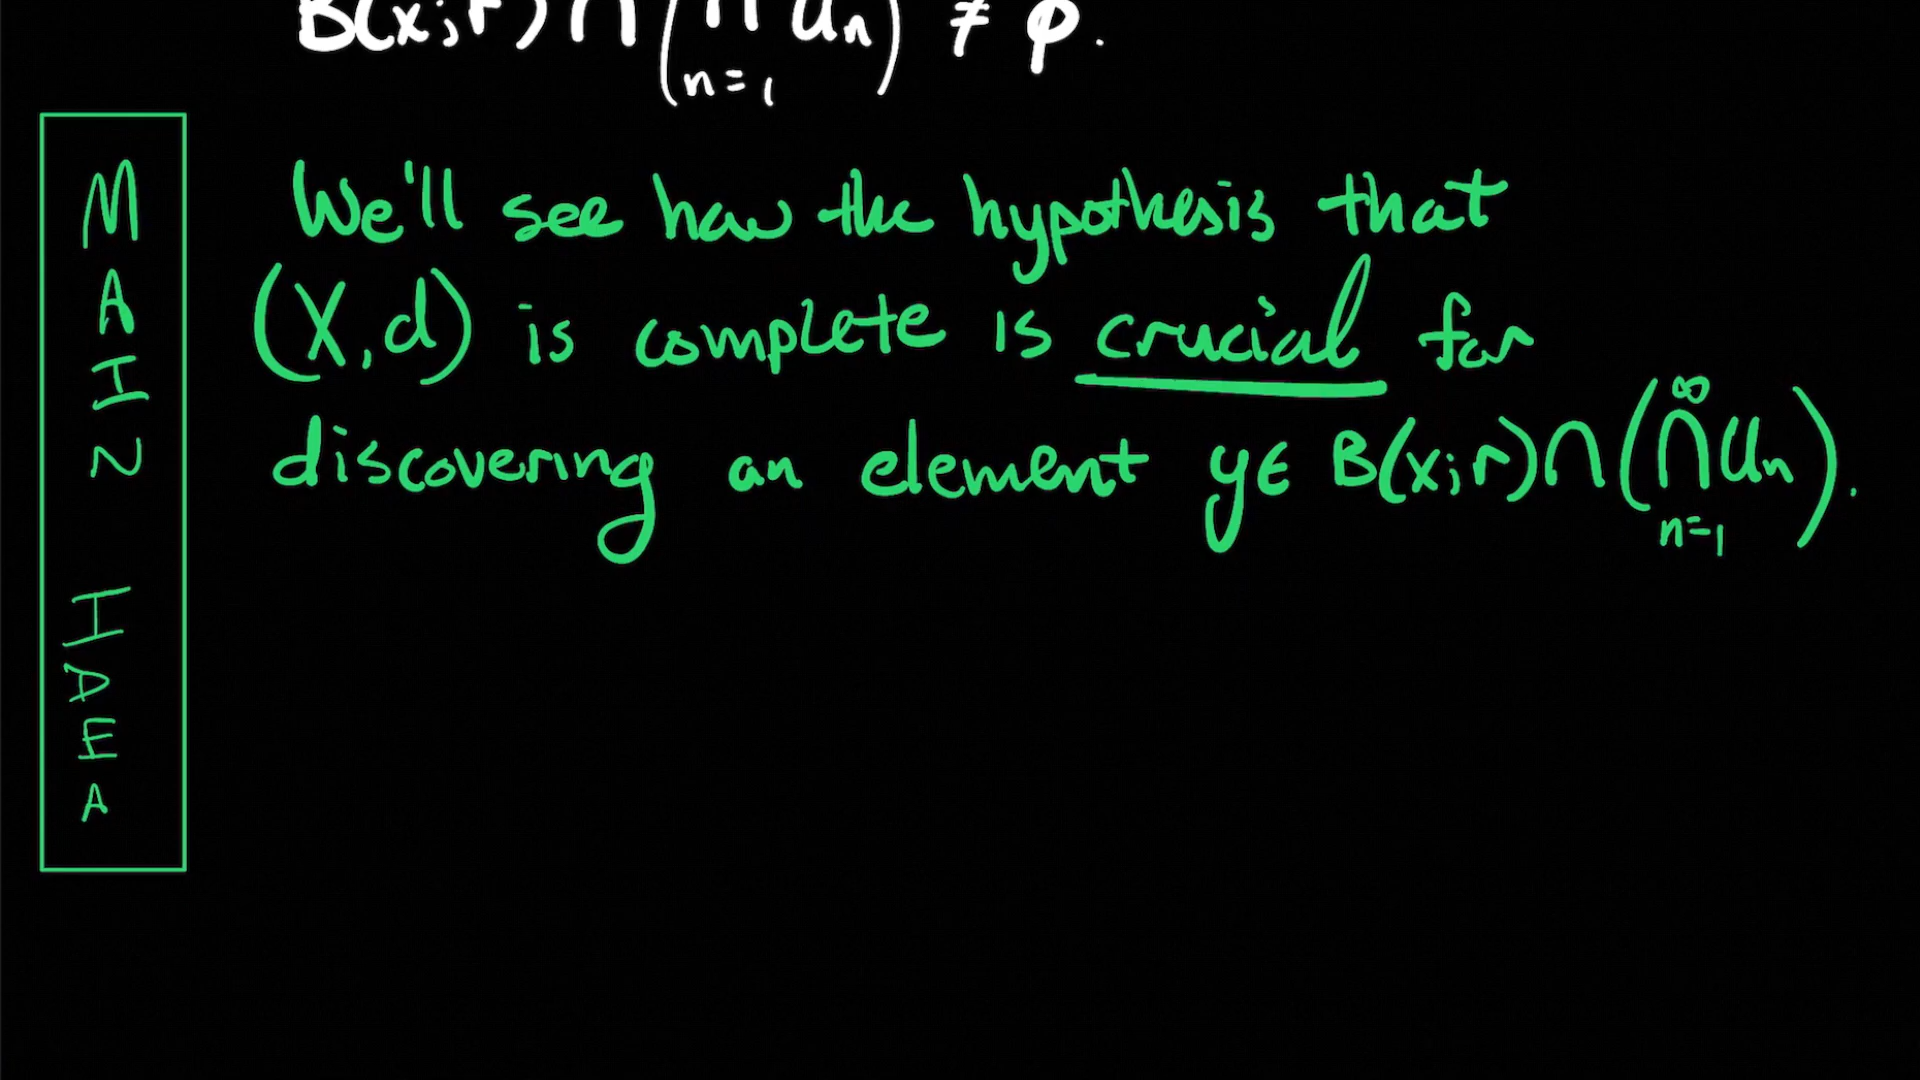 B(x;r) ∩ (∩ Un) ≠ φ.
n=1
MAIN IDEA
We'll see how the hypothesis that
(X,d) is complete is crucial for
discovering an element y∈ B(x;r)∩(∩Un).
∞
n=1